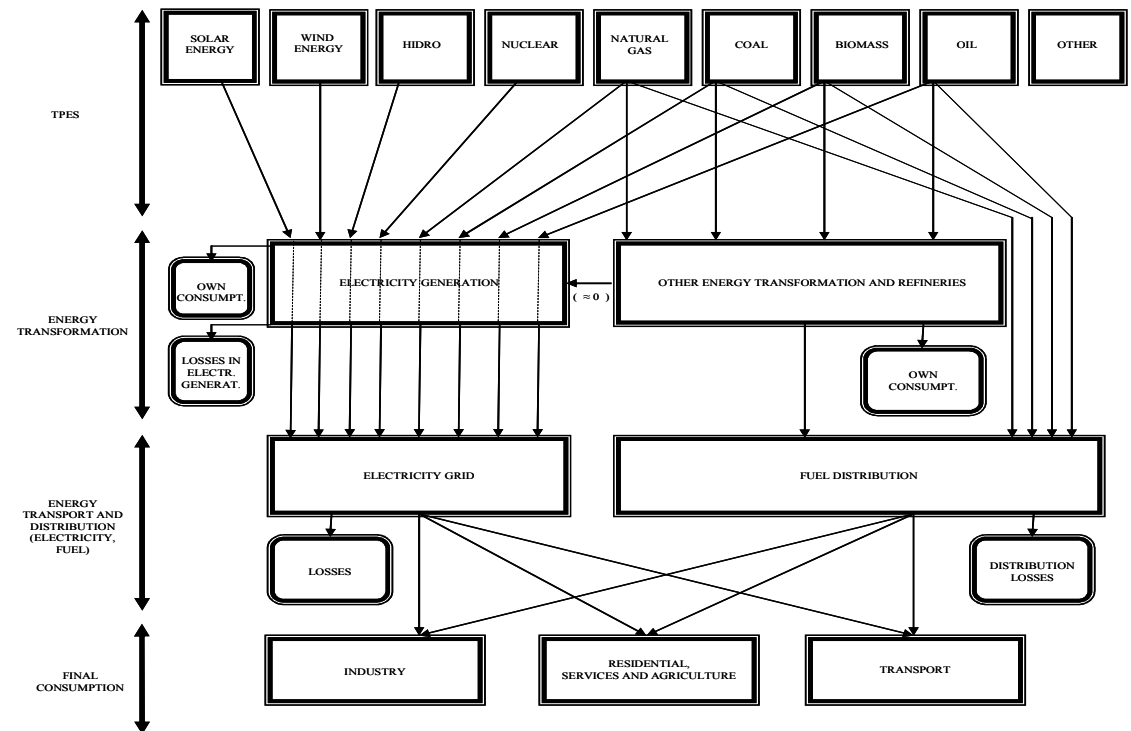 SOLAR
ENERGY
WIND
ENERGY
HIDRO
NUCLEAR
NATURAL
GAS
COAL
BIOMASS
OIL
OTHER
TPES
ELECTRICITY GENERATION
OTHER ENERGY TRANSFORMATION AND REFINERIES
( ≈0 )
OWN
CONSUMPT.
ENERGY
TRANSFORMATION
LOSSES IN
ELECTR.
GENERAT.
OWN
CONSUMPT.
ELECTRICITY GRID
FUEL DISTRIBUTION
ENERGY
TRANSPORT AND
DISTRIBUTION
(ELECTRICITY,
FUEL)
LOSSES
DISTRIBUTION
LOSSES
FINAL
CONSUMPTION
INDUSTRY
RESIDENTIAL,
SERVICES AND AGRICULTURE
TRANSPORT